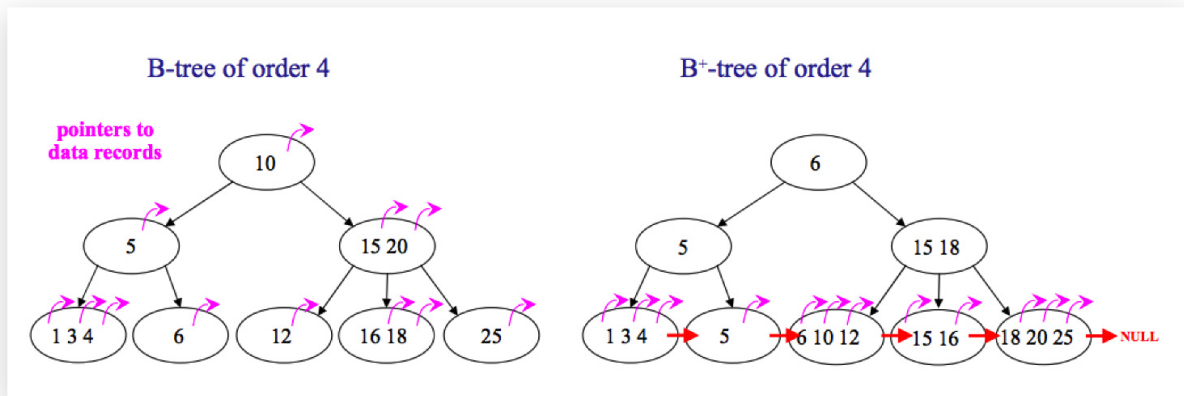 B-tree of order 4
B+-tree of order 4
pointers to
data records
10
6
5
15 20
5
15 18
1 3 4
6
12
16 18
25
1 3 4
5
6 10 12
15 16
18 20 25
NULL